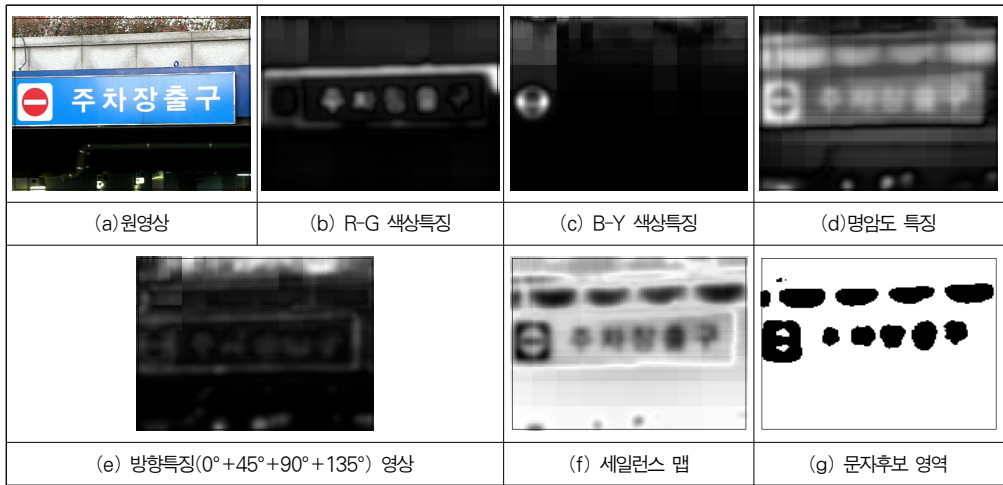 주차장출구
(a)원영상
(b) R-G 색상특징
(c) B-Y 색상특징
(d)명암도 특징
(e) 방향특징(0°+45°+90°+135°) 영상
(f) 세일런스 맵
(g) 문자후보 영역